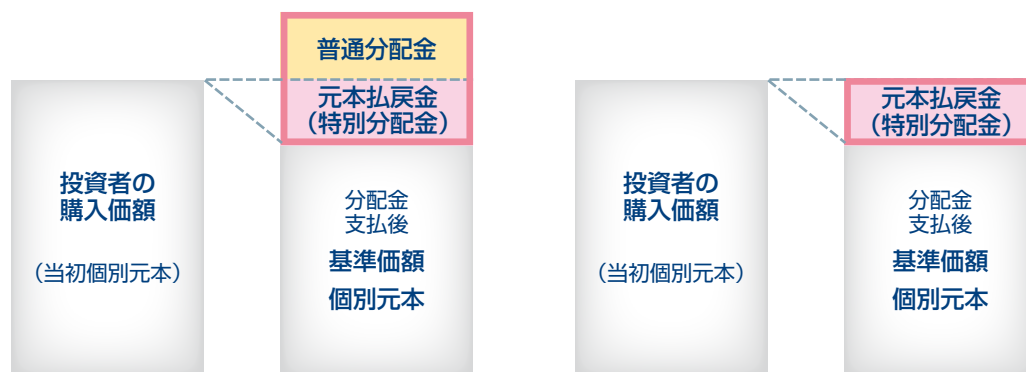 普通分配金
元本払戻金
（特別分配金）
投資者の
購入価額
（当初個別元本）
分配金
支払後
基準価額
個別元本
元本払戻金
（特別分配金）
投資者の
購入価額
（当初個別元本）
分配金
支払後
基準価額
個別元本